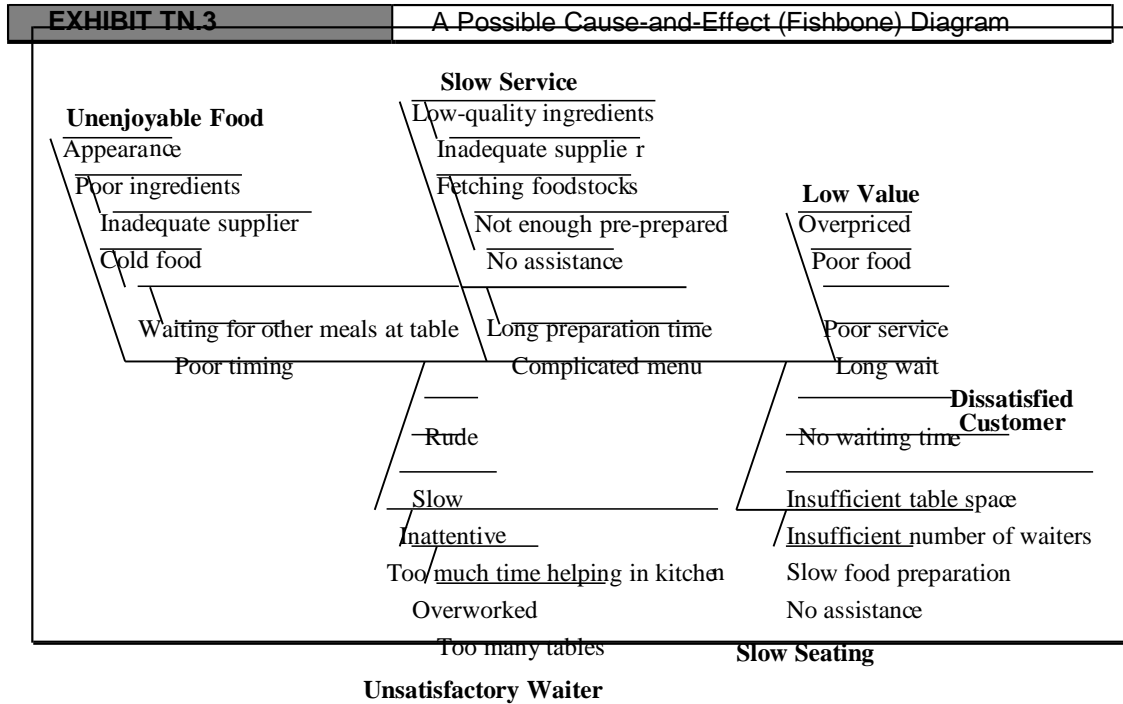 EXHIBIT TN.3
A Possible Cause-and-Effect (Fishbone) Diagram
Unenjoyable Food
Appearance
Poor ingredients
Inadequate supplier
Cold food
Waiting for other meals at table
Poor timing
Slow Service
Low-quality ingredients
Inadequate supplier
Fetching foodstocks
Not enough pre-prepared
No assistance
Long preparation time
Complicated menu
Low Value
Overpriced
Poor food
Poor service
Long wait
Dissatisfied
Customer
Rude
Slow
Inattentive
Too much time helping in kitchen
Overworked
Too many tables
Unsatisfactory Waiter
No waiting time
Insufficient table space
Insufficient number of waiters
Slow food preparation
No assistance
Slow Seating